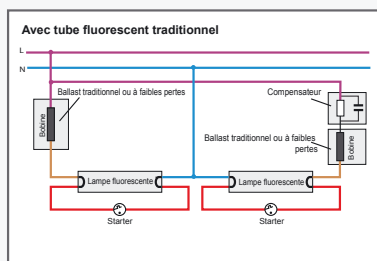 Avec tube fluorescent traditionnel
L
N
Ballast traditionnel ou à faibles pertes
Compensateur
Bobine
Ballast traditionnel ou à faibles
pertes
Bobine
Lampe fluorescente
Lampe fluorescente
Starter
Starter